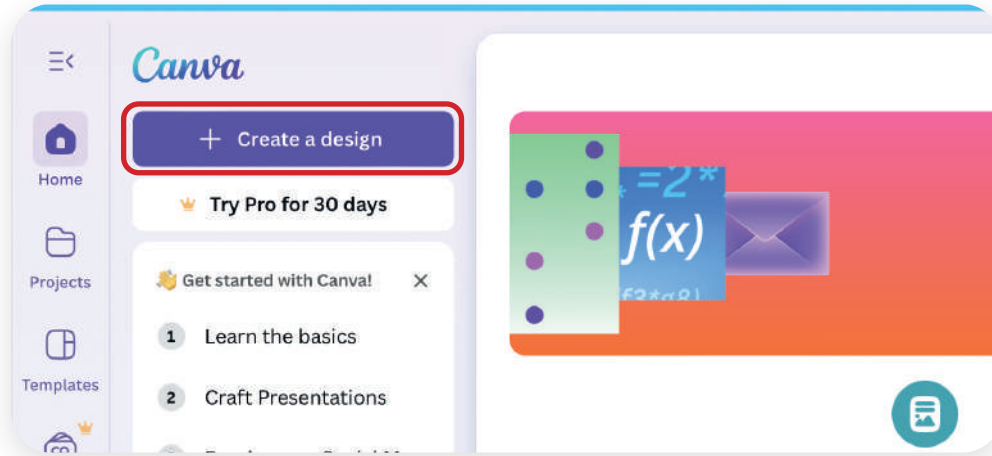 Canva
+ Create a design
Home
Try Pro for 30 days
Projects
Get started with Canva!
1 Learn the basics
Templates
2 Craft Presentations
=2*
f(x)